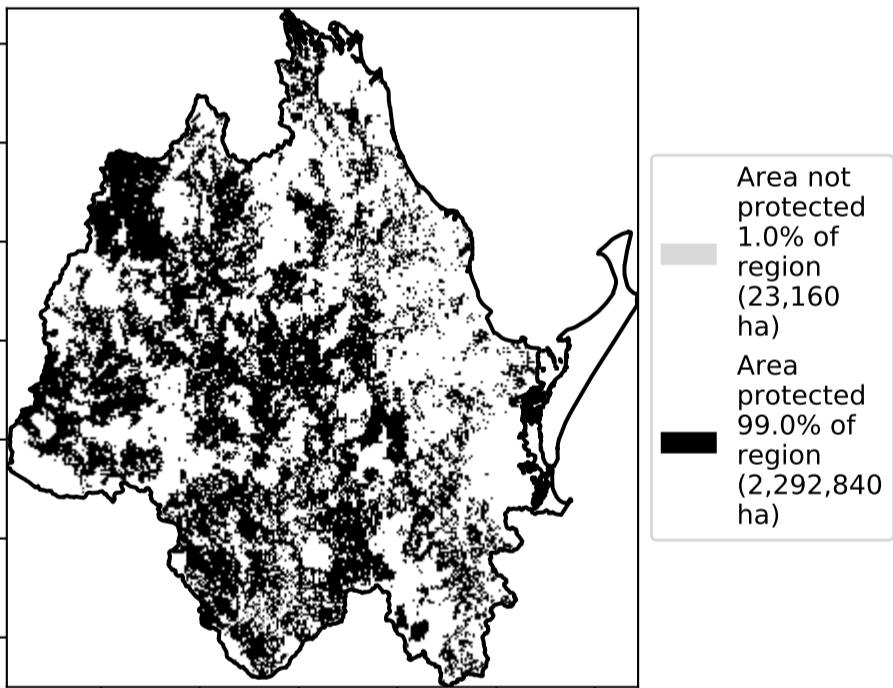 Area not
protected
1.0% of
region
(23,160
ha)
Area
protected
99.0% of
region
(2,292,840
ha)